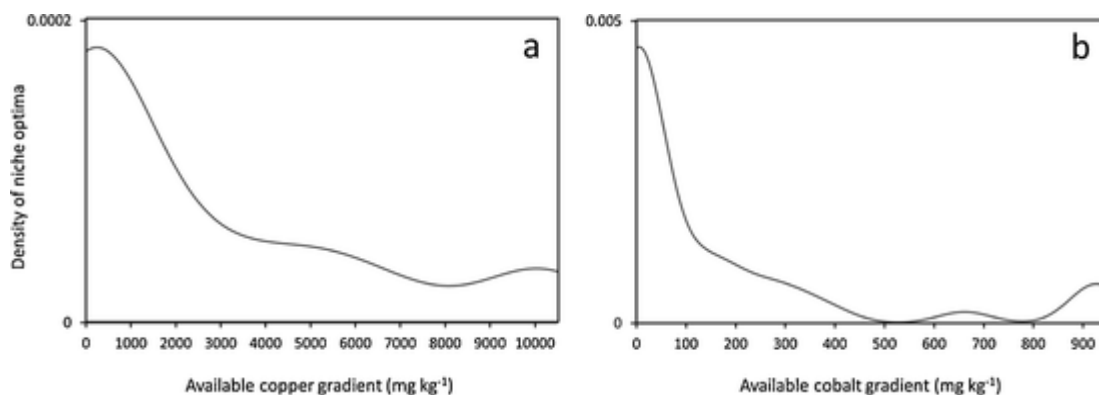 Density of niche optima
0.0002
0
a
0 1000 2000 3000 4000 5000 6000 7000 8000 9000 10000
Available copper gradient (mg kg⁻¹)
0.005
0
b
0 100 200 300 400 500 600 700 800 900
Available cobalt gradient (mg kg⁻¹)